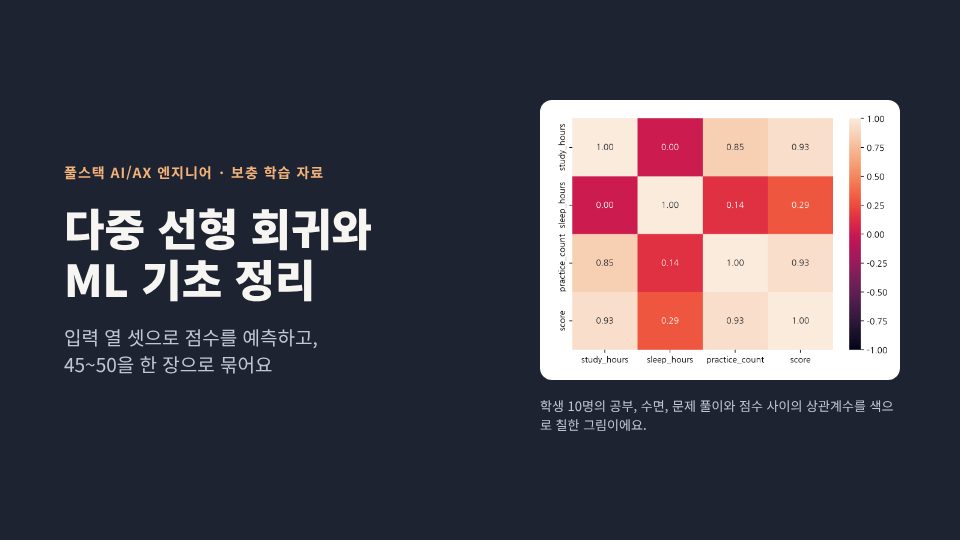 풀스택 AI/AX 엔지니어 · 보충 학습 자료
다중 선형 회귀와
ML 기초 정리
입력 열 셋으로 점수를 예측하고,
45~50을 한 장으로 묶어요
study_hours
sleep_hours
practice_count
score
1.00 0.00 0.85 0.93
0.00 1.00 0.14 0.29
0.85 0.14 1.00 0.93
0.93 0.29 0.93 1.00
study_hours sleep_hours practice_count score
1.00
0.75
0.50
0.25
0.00
-0.25
-0.50
-0.75
-1.00
학생 10명의 공부, 수면, 문제 풀이와 점수 사이의 상관계수를 색으
로 칠한 그림이에요.